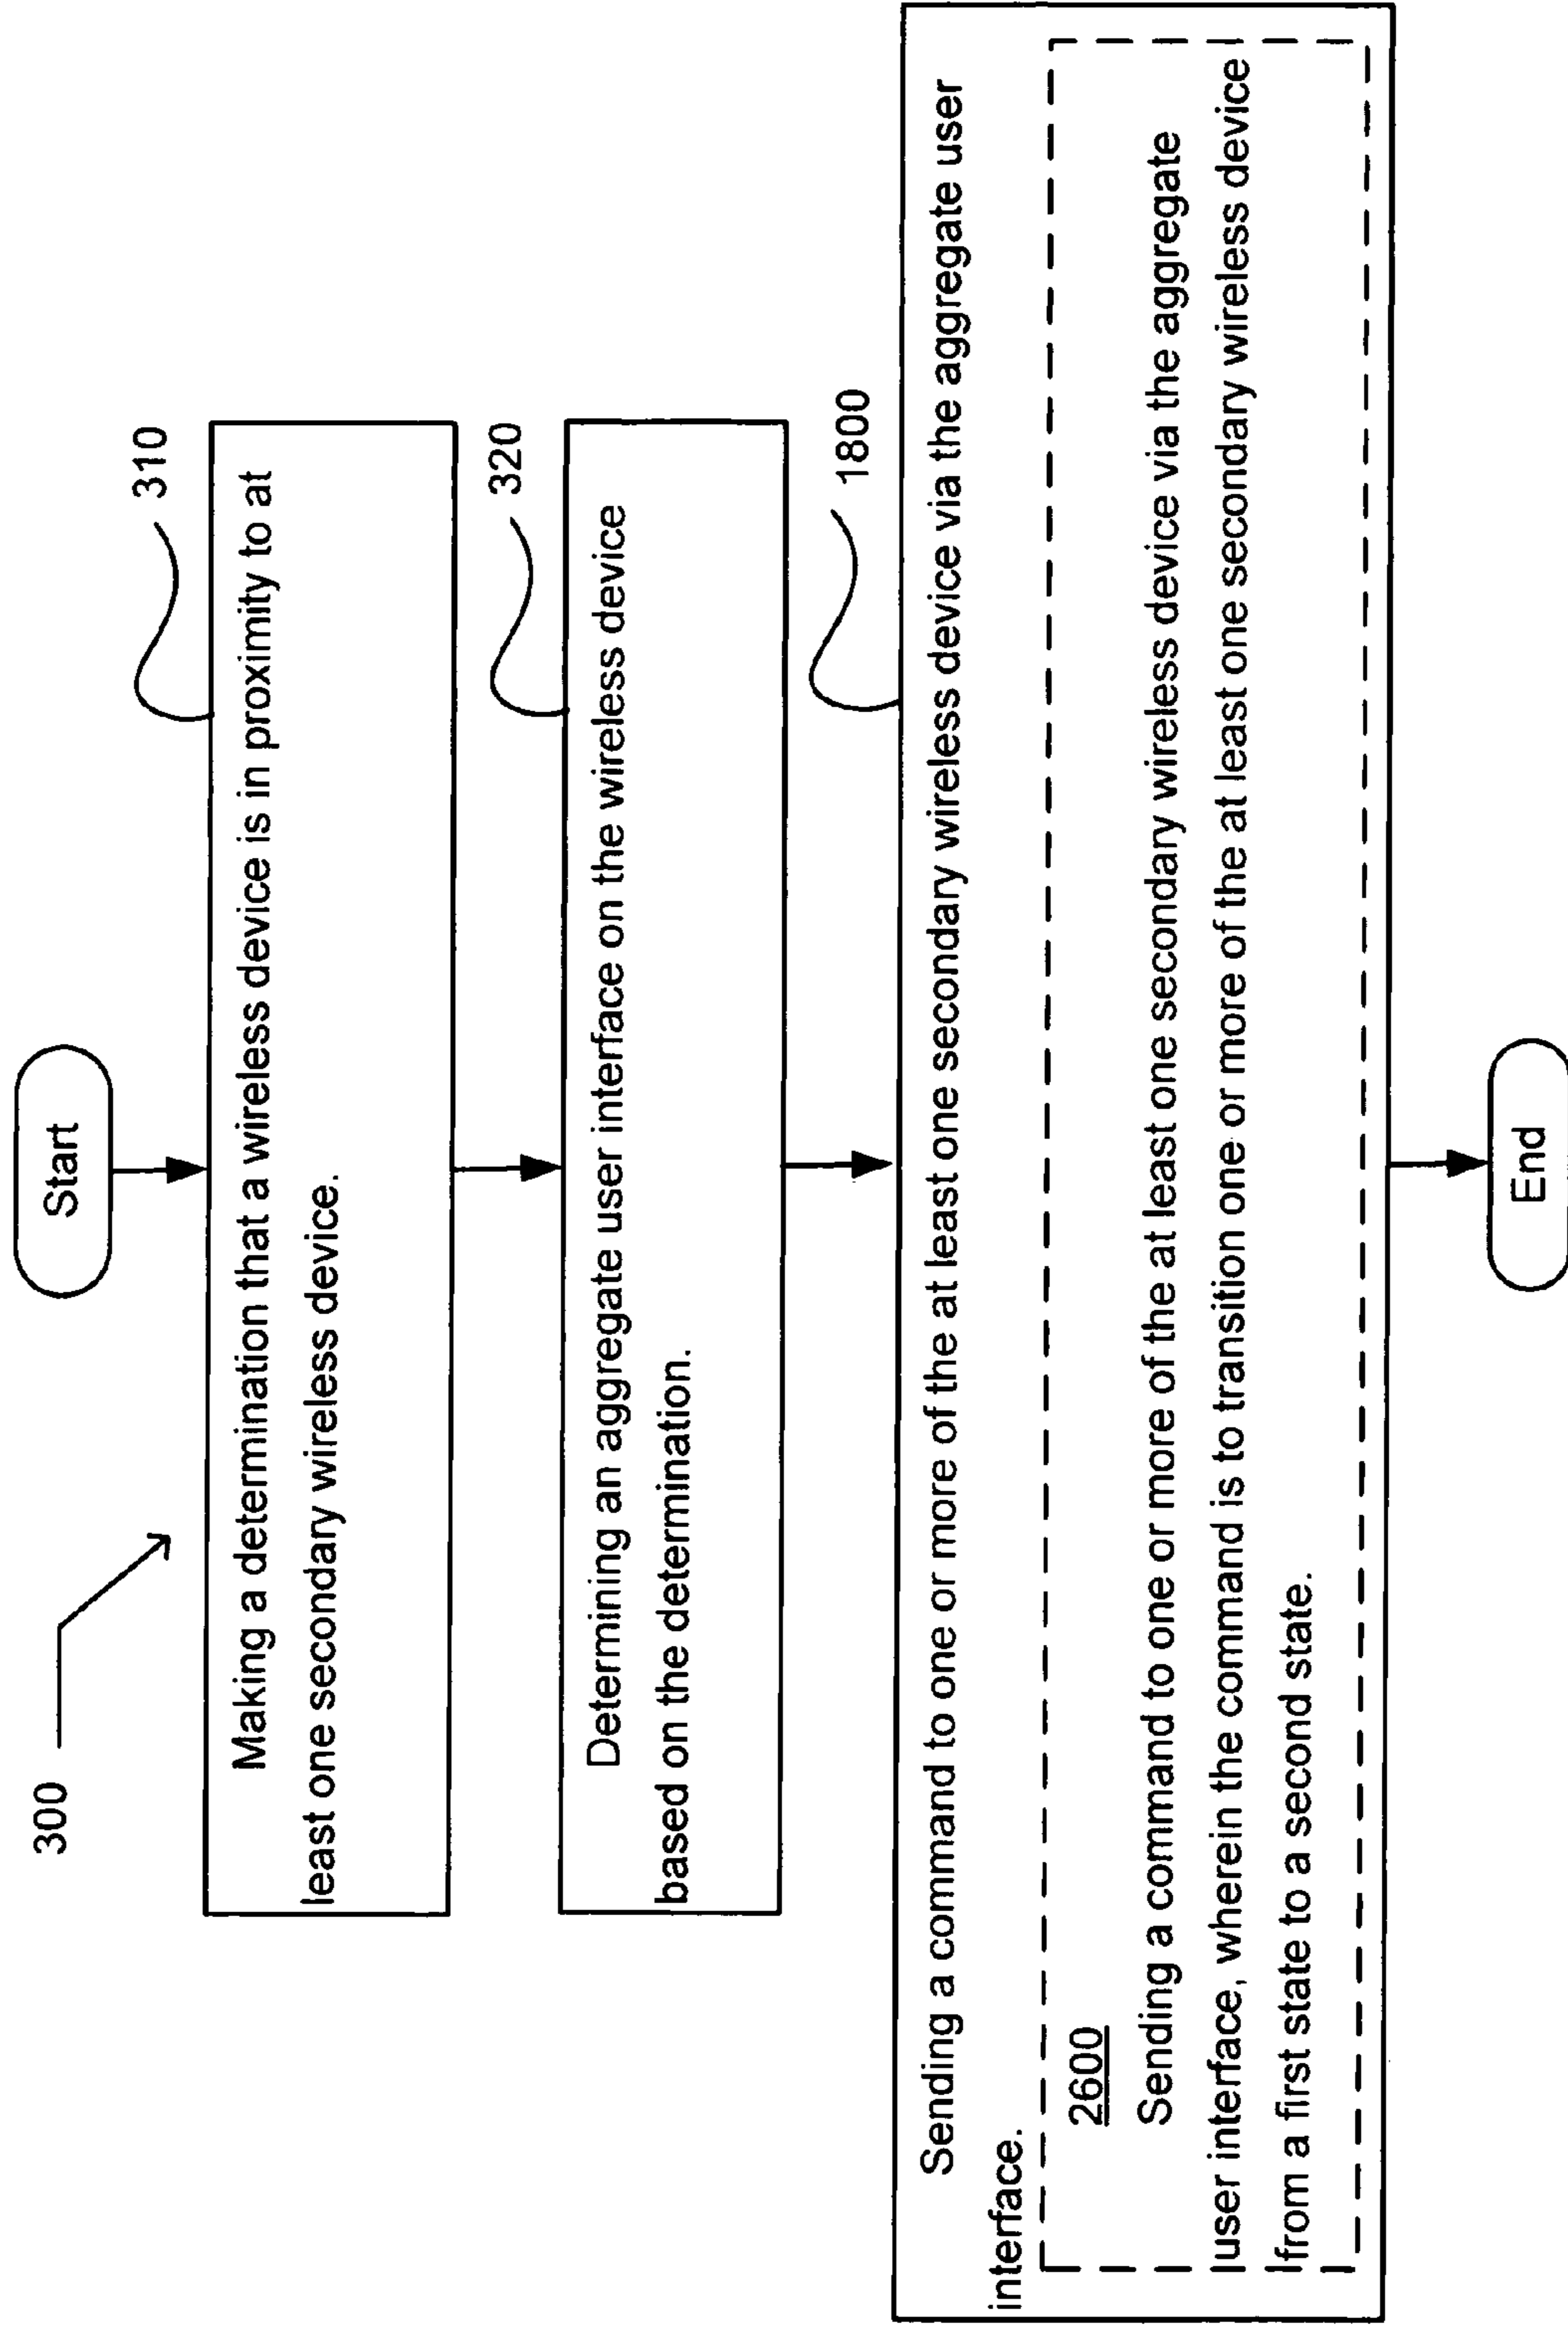 300
Start
310
Making a determination that a wireless device is in proximity to at
least one secondary wireless device.
320
Determining an aggregate user interface on the wireless device
based on the determination.
1800
Sending a command to one or more of the at least one secondary wireless device via the aggregate user
interface.
2600
Sending a command to one or more of the at least one secondary wireless device via the aggregate
user interface, wherein the command is to transition one or more of the at least one secondary wireless device
from a first state to a second state.
End